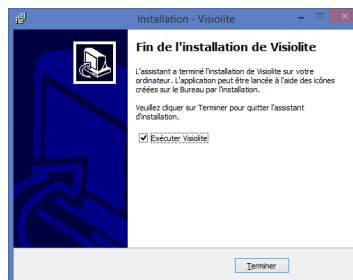 Installation - Visiolite
Fin de l'installation de Visiolite
L'assistant a terminé l'installation de Visiolite sur votre
ordinateur. L'application peut être lancée à l'aide des icônes
créées sur le Bureau par l'installation.
Veuillez cliquer sur Terminer pour quitter l'assistant
d'installation.
Exécuter Visiolite
Terminer